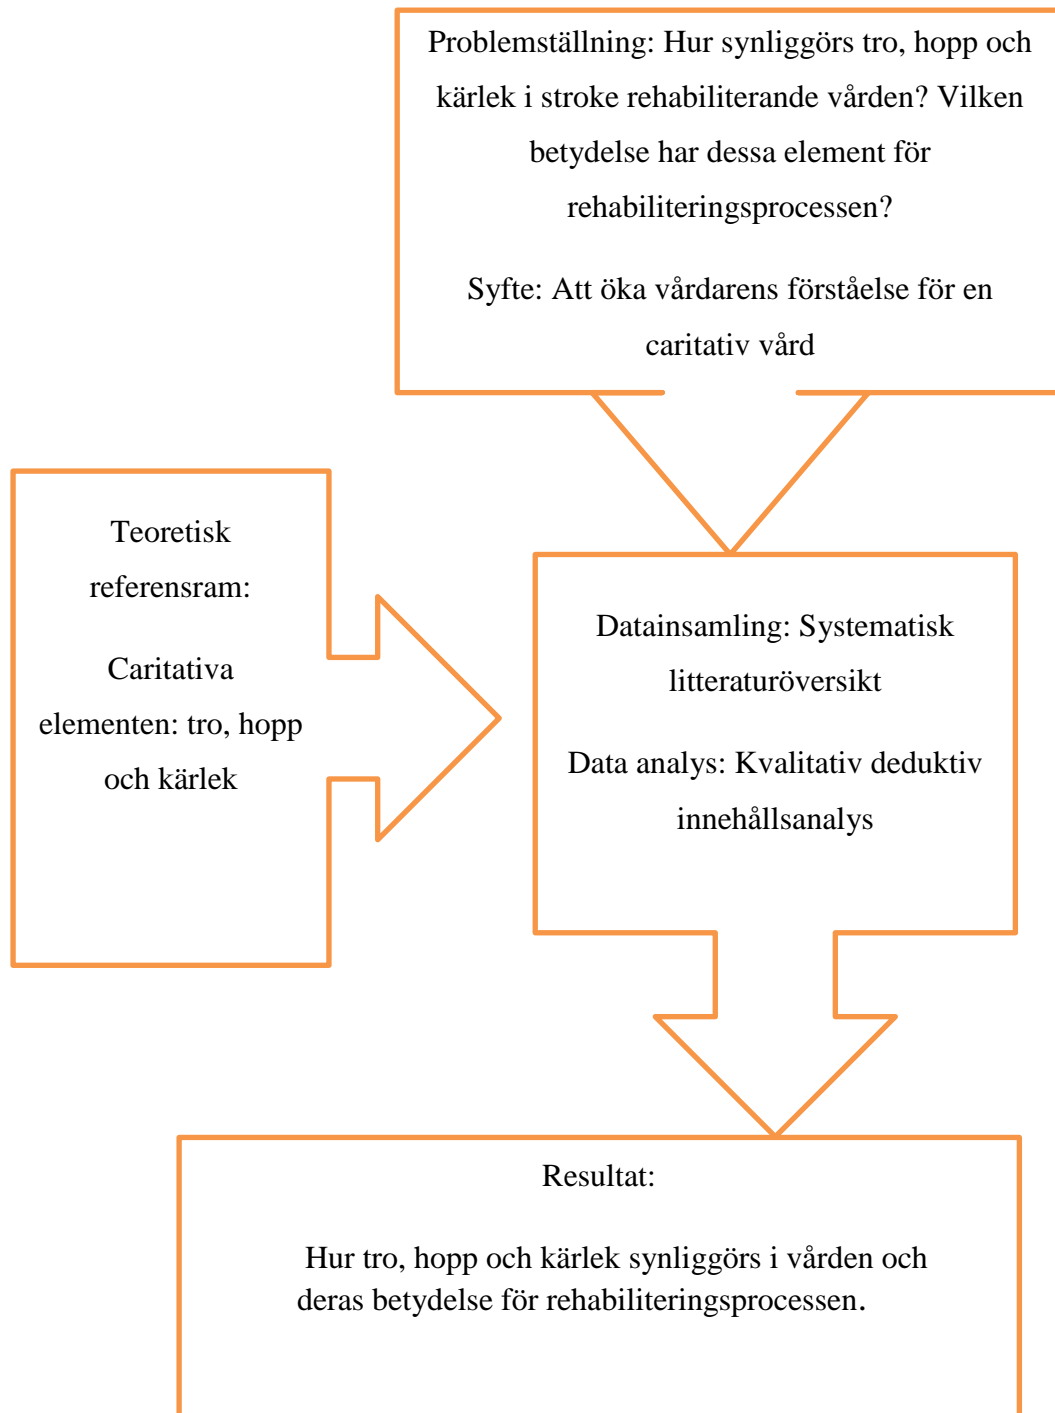 Problemställning: Hur synliggörs tro, hopp och
kärlek i stroke rehabiliterande vården? Vilken
betydelse har dessa element för
rehabiliteringsprocessen?
Syfte: Att öka vårdarens förståelse för en
caritativ vård
Teoretisk
referensram:
Caritativa
elementen: tro, hopp
och kärlek
Datainsamling: Systematisk
litteraturöversikt
Data analys: Kvalitativ deduktiv
innehållsanalys
Resultat:
Hur tro, hopp och kärlek synliggörs i vården och
deras betydelse för rehabiliteringsprocessen.